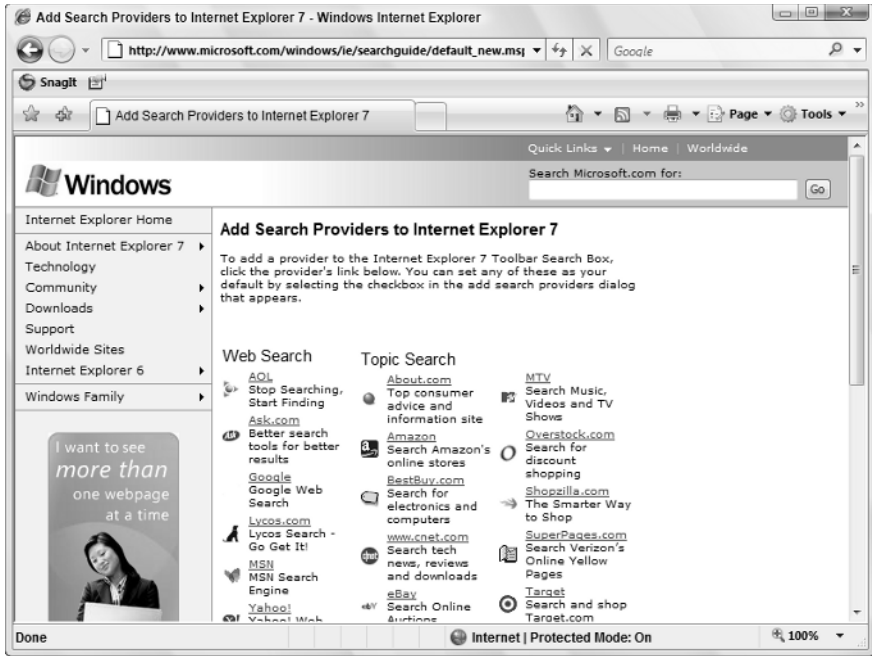 Add Search Providers to Internet Explorer 7 - Windows Internet Explorer
http://www.microsoft.com/windows/ie/searchguide/default_new.ms
Google
SnagIt
Add Search Providers to Internet Explorer 7
Page
Tools
Quick Links | Home | Worldwide
Windows
Search Microsoft.com for:
Go
Internet Explorer Home
About Internet Explorer 7
Technology
Community
Downloads
Support
Worldwide Sites
Internet Explorer 6
Windows Family
I want to see
more than
one webpage
at a time
Add Search Providers to Internet Explorer 7
To add a provider to the Internet Explorer 7 Toolbar Search Box,
click the provider's link below. You can set any of these as your
default by selecting the checkbox in the add search providers dialog
that appears.
Web Search
AOL
Stop Searching,
Start Finding
Ask.com
Better search
tools for better
results
Google
Google Web
Search
Lycos.com
Lycos Search -
Go Get It!
MSN
MSN Search
Engine
Yahoo!
Yahoo! Web
Topic Search
About.com
Top consumer
advice and
information site
Amazon
Search Amazon's
online stores
BestBuy.com
Search for
electronics and
computers
www.cnet.com
Search tech
news, reviews
and downloads
eBay
Search Online
Auctions
MTV
Search Music,
Videos and TV
Shows
Overstock.com
Search for
discount
shopping
Shopzilla.com
The Smarter Way
to Shop
SuperPages.com
Search Verizon's
Online Yellow
Pages
Target
Search and shop
Target.com
Done
Internet | Protected Mode: On
100%